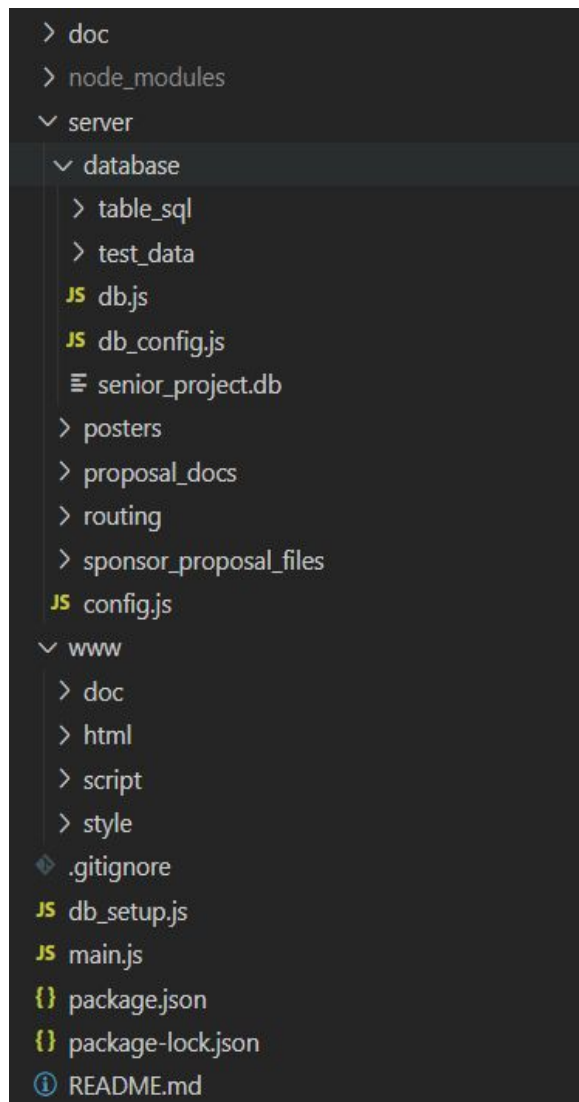 doc
node_modules
server
database
table_sql
test_data
JS db.js
JS db_config.js
senior_project.db
posters
proposal_docs
routing
sponsor_proposal_files
JS config.js
www
doc
html
script
style
.gitignore
JS db_setup.js
JS main.js
{} package.json
{} package-lock.json
README.md